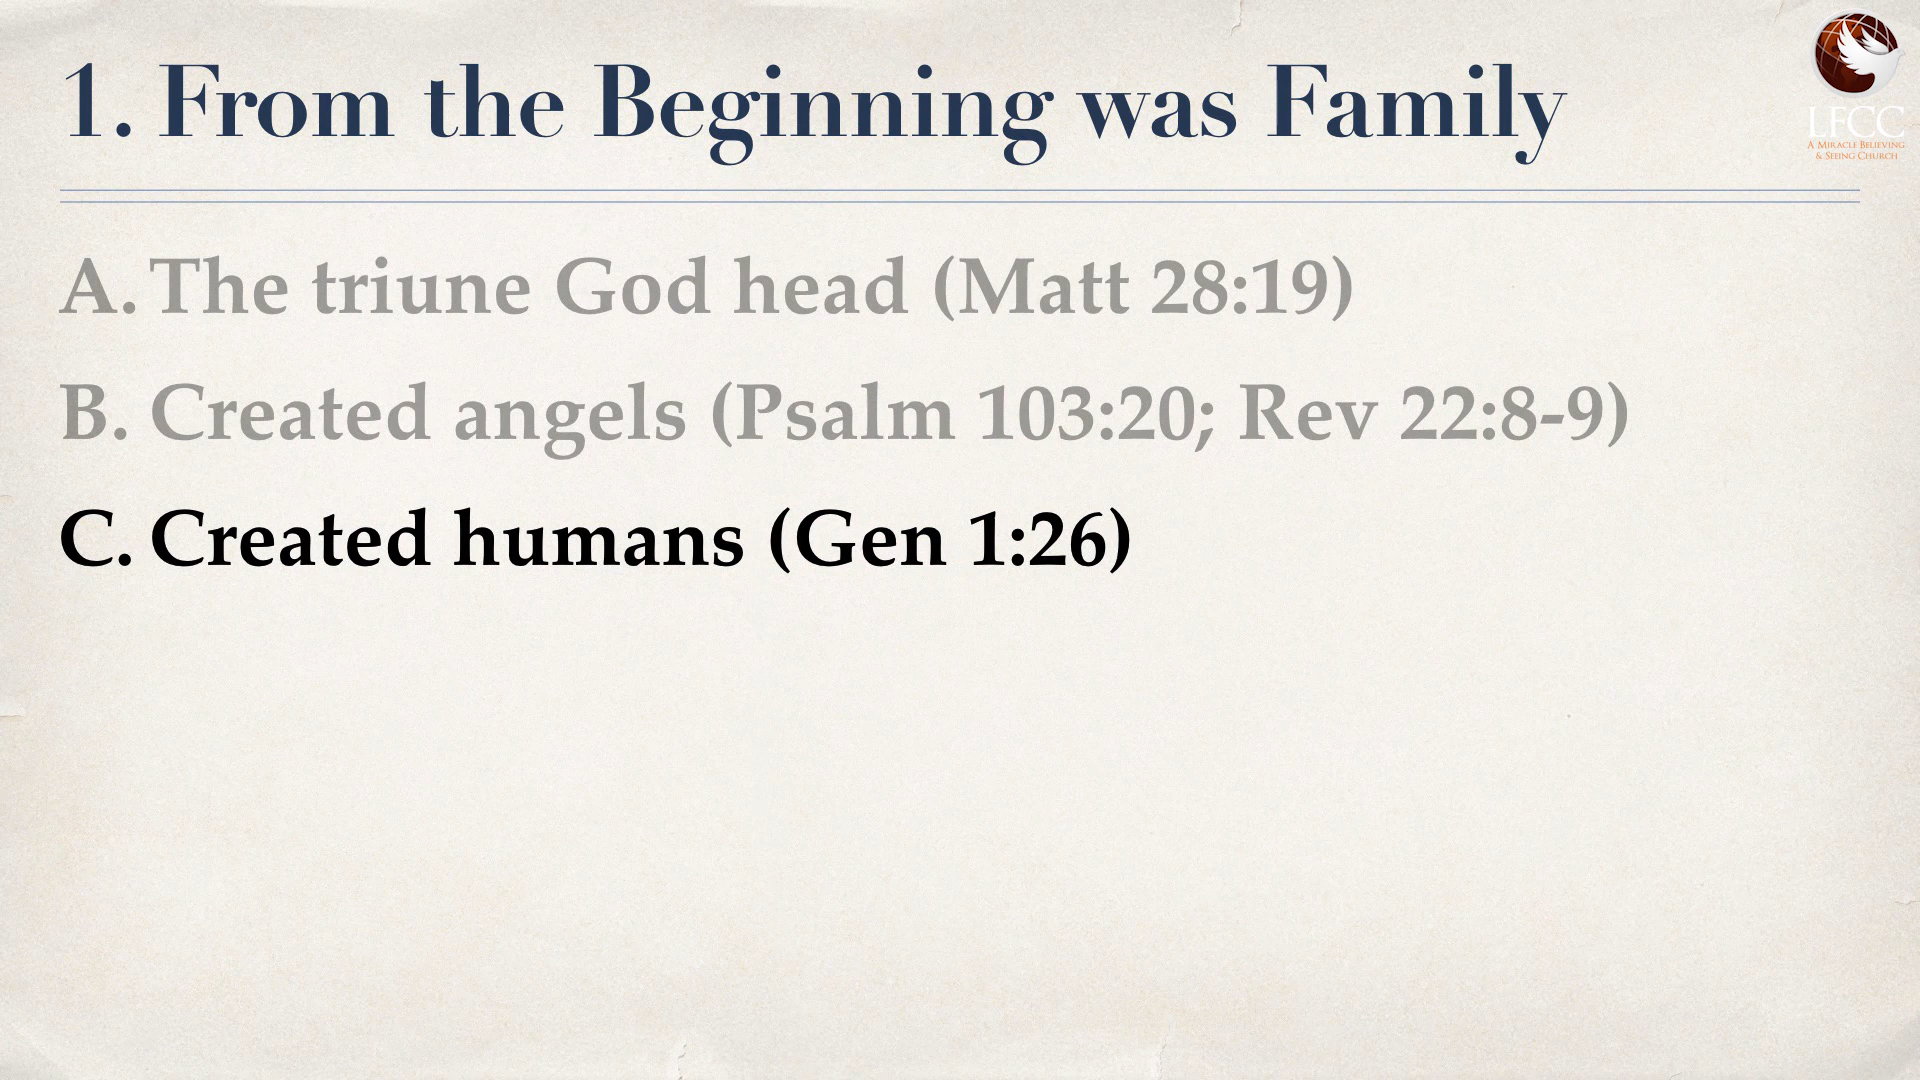 1. From the Beginning was Family
LFCC
A Miracle Believing
& Seeing Church
A. The triune God head (Matt 28:19)
B. Created angels (Psalm 103:20; Rev 22:8-9)
C. Created humans (Gen 1:26)